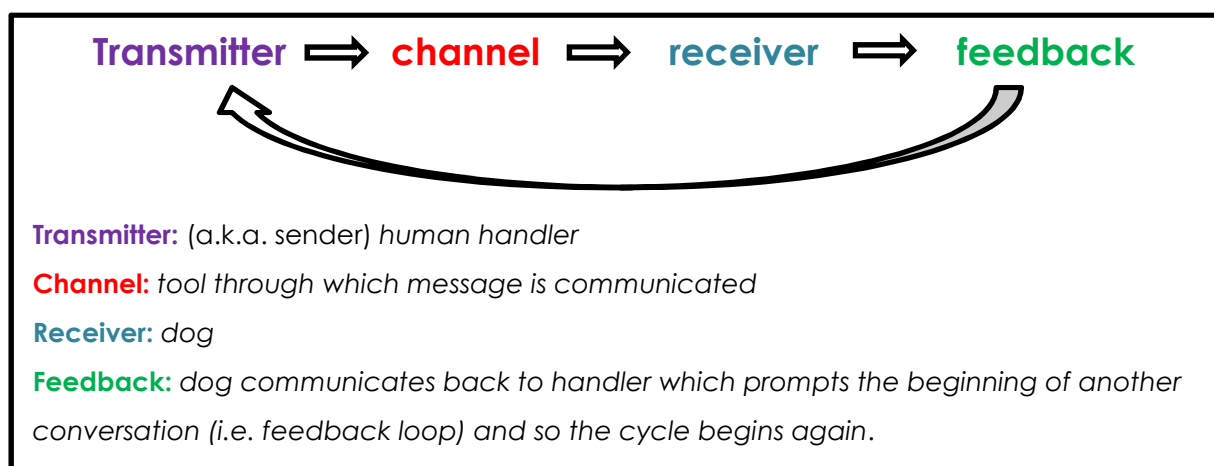 Transmitter channel receiver feedback
Transmitter: (a.k.a. sender) human handler
Channel: tool through which message is communicated
Receiver: dog
Feedback: dog communicates back to handler which prompts the beginning of another
conversation (i.e. feedback loop) and so the cycle begins again.